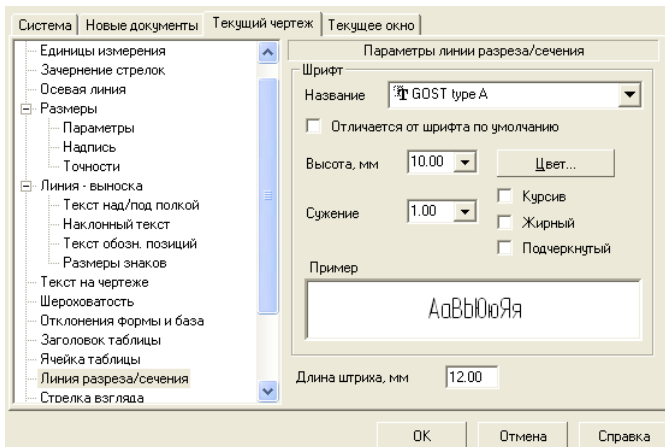 Система Новые документы Текущий чертеж Текущее окно
Единицы измерения
Зачернение стрелок
Осевая линия
Размеры
Параметры
Надпись
Точности
Линия - выноска
Текст над/под полкой
Наклонный текст
Текст обозн. позиций
Размеры знаков
Текст на чертеже
Шероховатость
Отклонения формы и база
Заголовок таблицы
Ячейка таблицы
Линия разреза/сечения
Стрелка взгляда
Параметры линии разреза/сечения
Шрифт
Название GOST type A
Отличается от шрифта по умолчанию
Высота, мм 10.00 Цвет...
Сужение 1.00
Курсив
Жирный
Подчеркнутый
Пример
АаВЬЮюЯя
Длина штриха, мм 12.00
OK Отмена Справка